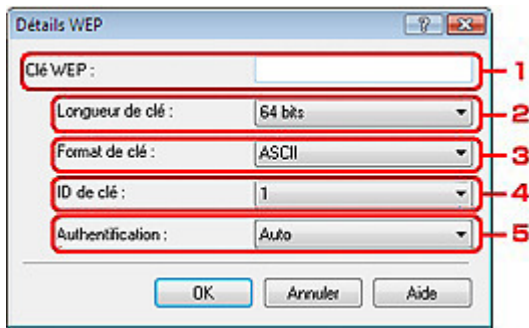 Détails WEP
Clé WEP : 1
Longueur de clé : 64 bits 2
Format de clé : ASCII 3
ID de clé : 1 4
Authentification : Auto 5
OK Annuler Aide